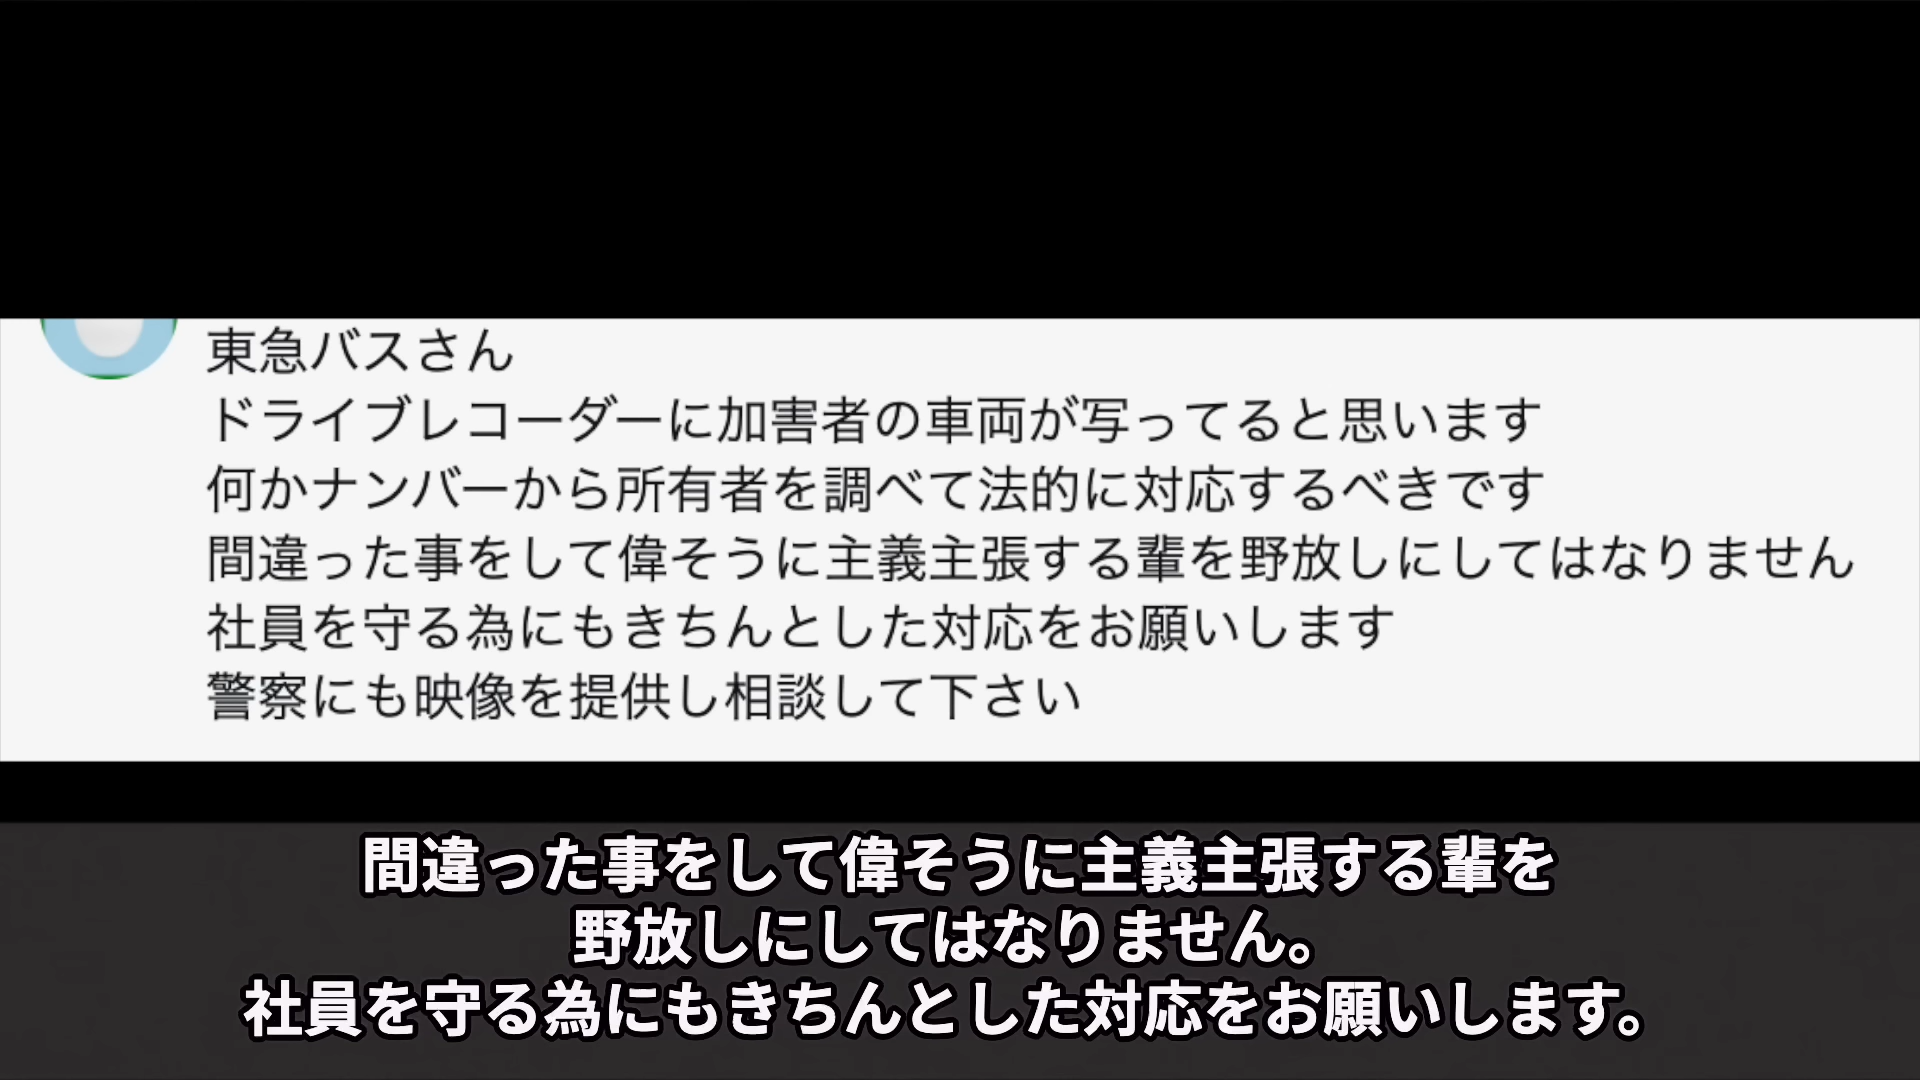 東急バスさん
ドライブレコーダーに加害者の車両が写ってると思います
何かナンバーから所有者を調べて法的に対応するべきです
間違った事をして偉そうに主義主張する輩を野放しにしてはなりません
社員を守る為にもきちんとした対応をお願いします
警察にも映像を提供し相談して下さい
間違った事をして偉そうに主義主張する輩を
野放しにしてはなりません。
社員を守る為にもきちんとした対応をお願いします。